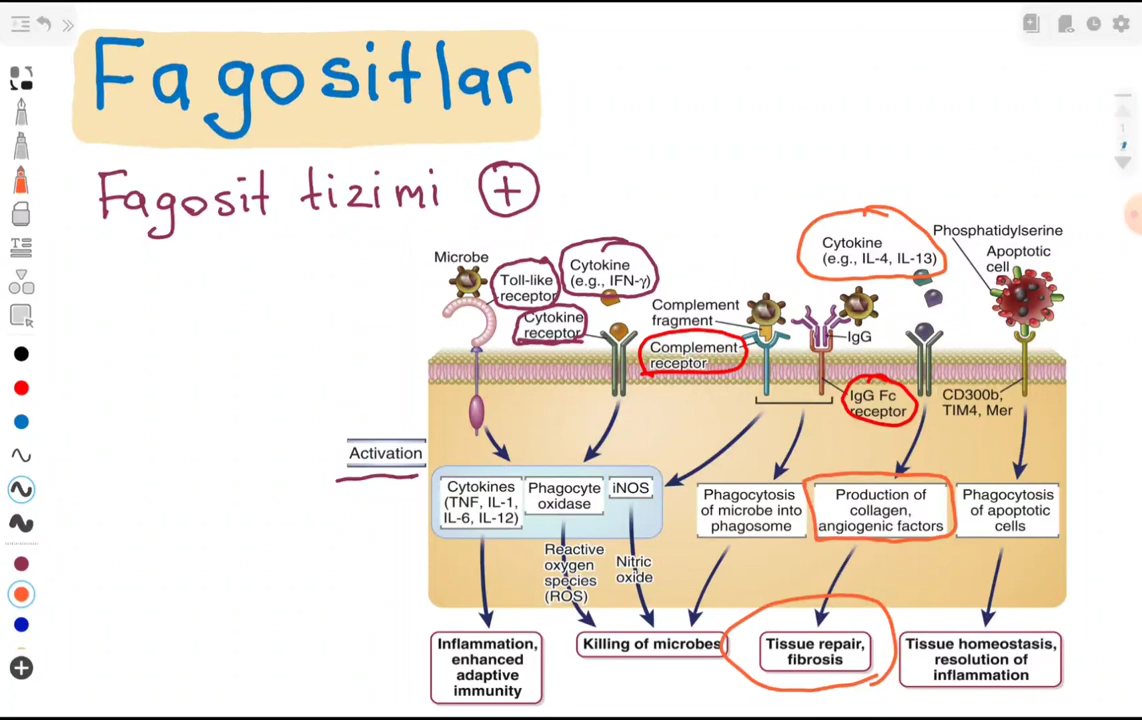 Fagositlar
Fagosit tizimi +
Microbe
Toll-like
receptor
Cytokine
(e.g., IFN-γ)
Cytokine
receptor
Complement
fragment
Complement
receptor
IgG
IgG Fc
receptor
Cytokine
(e.g., IL-4, IL-13)
Phosphatidylserine
Apoptotic
cell
CD300b,
TIM4, Mer
Activation
Cytokines
(TNF, IL-1,
IL-6, IL-12)
Phagocyte
oxidase
iNOS
Phagocytosis
of microbe into
phagosome
Production of
collagen,
angiogenic factors
Phagocytosis
of apoptotic
cells
Reactive
oxygen
species
(ROS)
Nitric
oxide
Inflammation,
enhanced
adaptive
immunity
Killing of microbes
Tissue repair,
fibrosis
Tissue homeostasis,
resolution of
inflammation
1